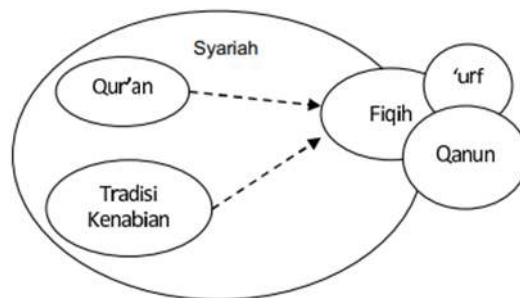 Syariah
Qur'an
Tradisi
Kenabian
Fiqih
‘urf
Qanun